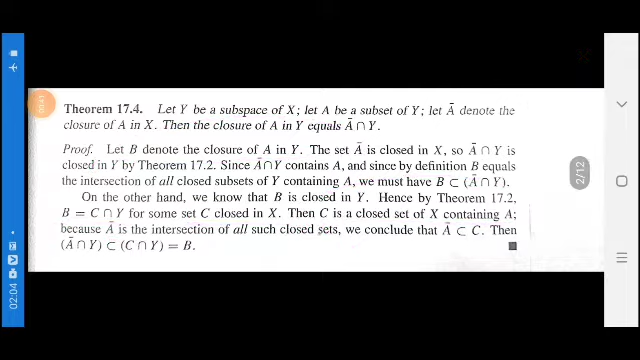 Theorem 17.4. Let Y be a subspace of X; let A be a subset of Y; let Ā denote the
closure of A in X. Then the closure of A in Y equals Ā ∩ Y.
Proof. Let B denote the closure of A in Y. The set Ā is closed in X, so Ā ∩ Y is
closed in Y by Theorem 17.2. Since Ā∩Y contains A, and since by definition B equals
the intersection of all closed subsets of Y containing A, we must have B ⊂ (Ā ∩ Y).
On the other hand, we know that B is closed in Y. Hence by Theorem 17.2,
B = C ∩ Y for some set C closed in X. Then C is a closed set of X containing A;
because Ā is the intersection of all such closed sets, we conclude that Ā ⊂ C. Then
(Ā ∩ Y) ⊂ (C ∩ Y) = B.
2/12
02:04